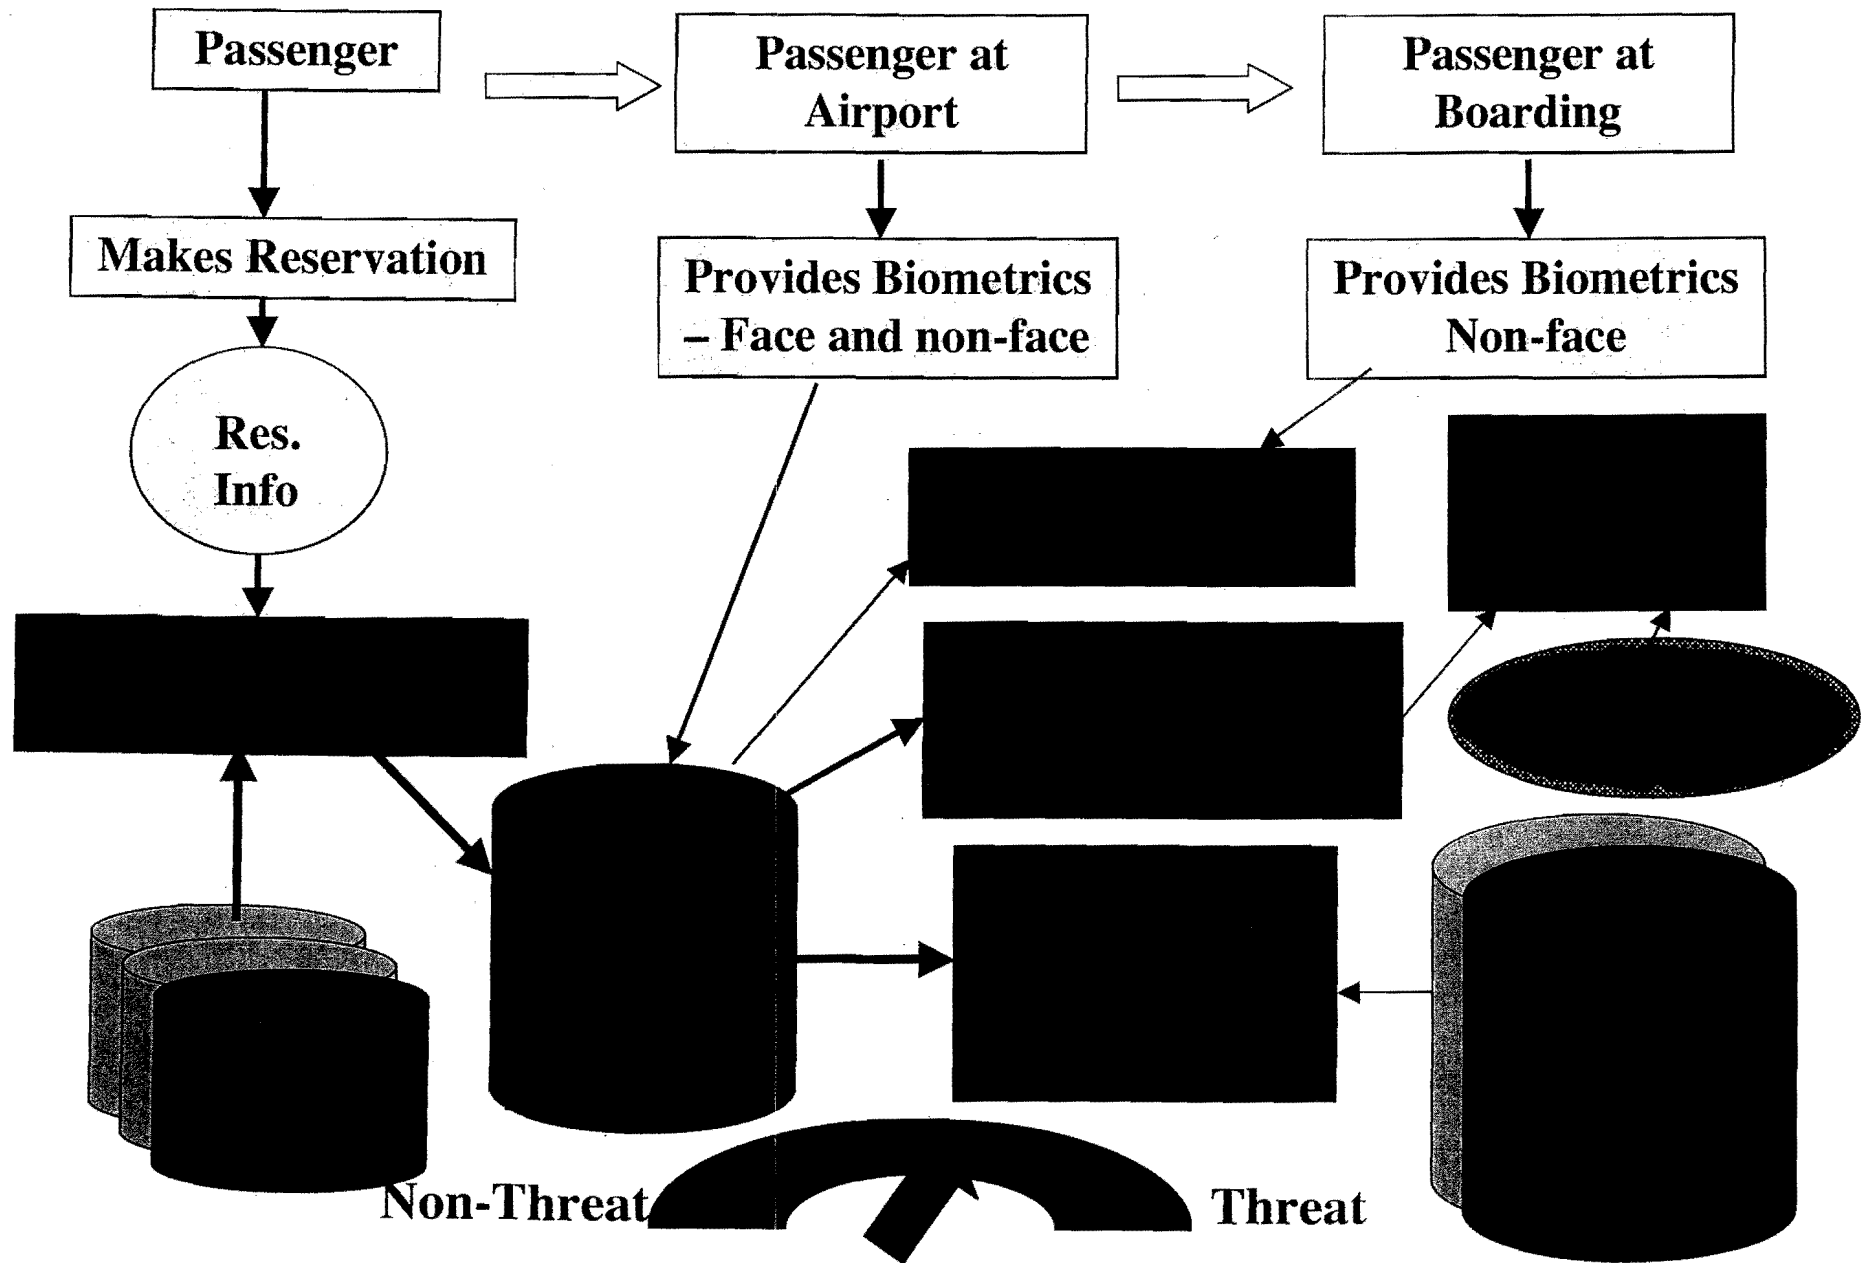 Passenger
Passenger at
Airport
Passenger at
Boarding
Makes Reservation
Provides Biometrics
– Face and non-face
Provides Biometrics
Non-face
Res.
Info
Non-Threat
Threat